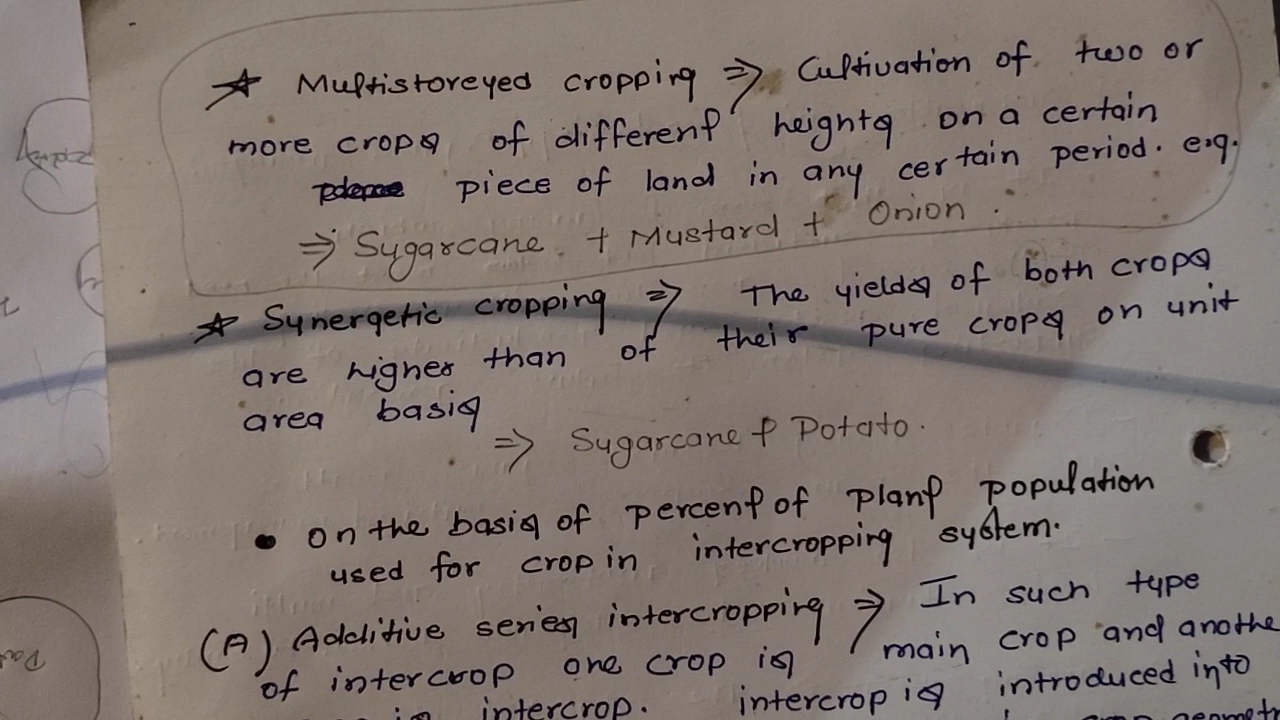 ★ Multistoreyed cropping ⇒ Cultivation of two or
more crops of different heights on a certain
piece of land in any certain period. e.g.
⇒ Sugarcane + Mustard + Onion.
★ Synergetic cropping ⇒ The yields of both crops
are higher than of their pure crops on unit
area basis
⇒ Sugarcane + Potato.
• on the basis of percent of plant population
used for crop in intercropping system.
(A) Additive series intercropping ⇒ In such type
of intercrop one crop is main crop and anothe
intercrop. intercrop is introduced into